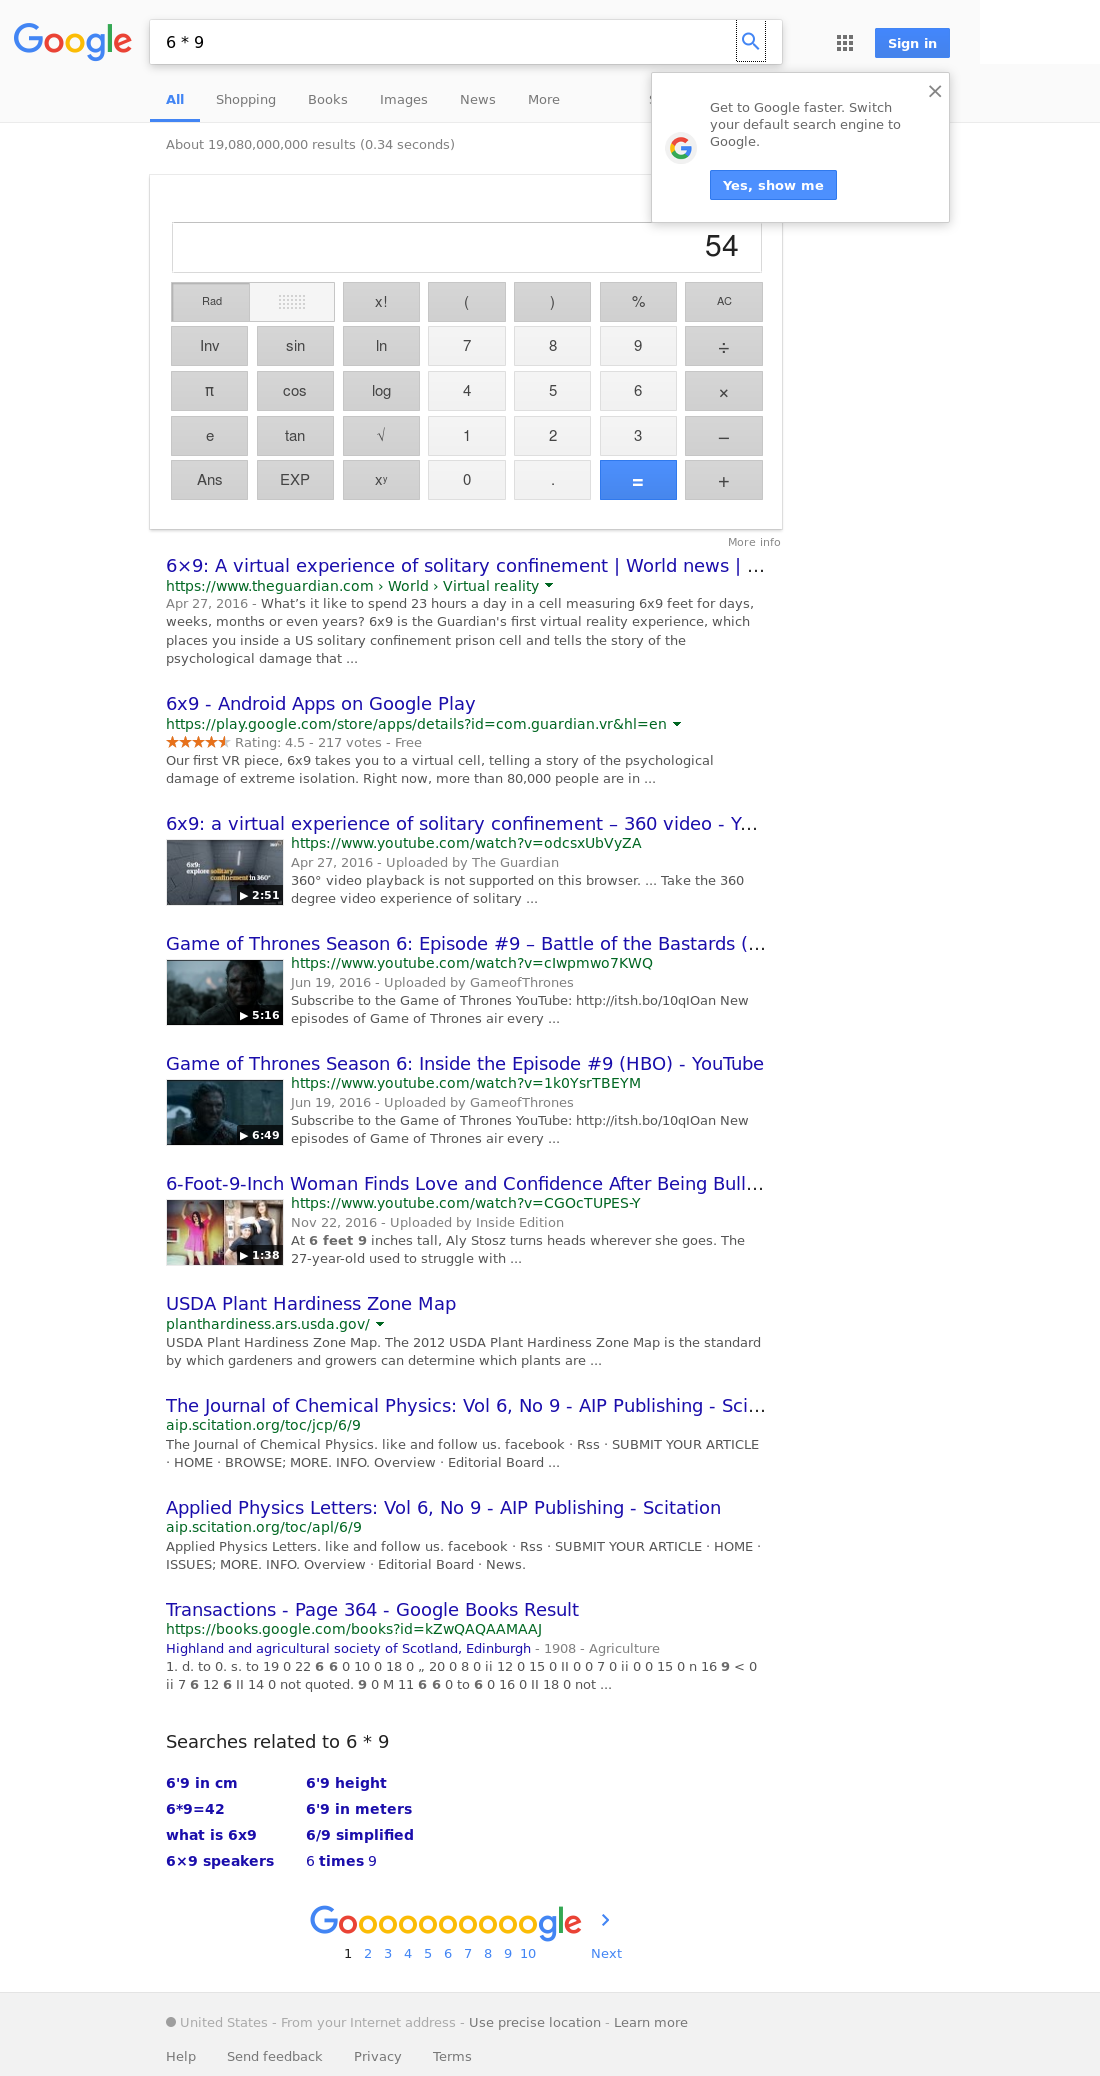 Google
6 * 9
Sign in
All Shopping Books Images News More
Get to Google faster. Switch
your default search engine to
Google.
Yes, show me
About 19,080,000,000 results (0.34 seconds)
54
Rad x! ( ) % AC
Inv sin ln 7 8 9 ÷
π cos log 4 5 6 ×
e tan √ 1 2 3 −
Ans EXP xʸ 0 . = +
More info
6×9: A virtual experience of solitary confinement | World news | ...
https://www.theguardian.com › World › Virtual reality
Apr 27, 2016 - What’s it like to spend 23 hours a day in a cell measuring 6x9 feet for days,
weeks, months or even years? 6x9 is the Guardian's first virtual reality experience, which
places you inside a US solitary confinement prison cell and tells the story of the
psychological damage that ...
6x9 - Android Apps on Google Play
https://play.google.com/store/apps/details?id=com.guardian.vr&hl=en
Rating: 4.5 - 217 votes - Free
Our first VR piece, 6x9 takes you to a virtual cell, telling a story of the psychological
damage of extreme isolation. Right now, more than 80,000 people are in ...
6x9: a virtual experience of solitary confinement – 360 video - Y...
https://www.youtube.com/watch?v=odcsxUbVyZA
Apr 27, 2016 - Uploaded by The Guardian
360° video playback is not supported on this browser. ... Take the 360
degree video experience of solitary ...
6x9:
explore solitary
confinement in 360°
2:51
Game of Thrones Season 6: Episode #9 – Battle of the Bastards (...
https://www.youtube.com/watch?v=cIwpmwo7KWQ
Jun 19, 2016 - Uploaded by GameofThrones
Subscribe to the Game of Thrones YouTube: http://itsh.bo/10qIOan New
episodes of Game of Thrones air every ...
5:16
Game of Thrones Season 6: Inside the Episode #9 (HBO) - YouTube
https://www.youtube.com/watch?v=1k0YsrTBEYM
Jun 19, 2016 - Uploaded by GameofThrones
Subscribe to the Game of Thrones YouTube: http://itsh.bo/10qIOan New
episodes of Game of Thrones air every ...
6:49
6-Foot-9-Inch Woman Finds Love and Confidence After Being Bull...
https://www.youtube.com/watch?v=CGOcTUPES-Y
Nov 22, 2016 - Uploaded by Inside Edition
At 6 feet 9 inches tall, Aly Stosz turns heads wherever she goes. The
27-year-old used to struggle with ...
1:38
USDA Plant Hardiness Zone Map
planthardiness.ars.usda.gov/
USDA Plant Hardiness Zone Map. The 2012 USDA Plant Hardiness Zone Map is the standard
by which gardeners and growers can determine which plants are ...
The Journal of Chemical Physics: Vol 6, No 9 - AIP Publishing - Sci...
aip.scitation.org/toc/jcp/6/9
The Journal of Chemical Physics. like and follow us. facebook · Rss · SUBMIT YOUR ARTICLE
· HOME · BROWSE; MORE. INFO. Overview · Editorial Board ...
Applied Physics Letters: Vol 6, No 9 - AIP Publishing - Scitation
aip.scitation.org/toc/apl/6/9
Applied Physics Letters. like and follow us. facebook · Rss · SUBMIT YOUR ARTICLE · HOME ·
ISSUES; MORE. INFO. Overview · Editorial Board · News.
Transactions - Page 364 - Google Books Result
https://books.google.com/books?id=kZwQAQAAMAAJ
Highland and agricultural society of Scotland, Edinburgh - 1908 - Agriculture
1. d. to 0. s. to 19 0 22 6 6 0 10 0 18 0 „ 20 0 8 0 ii 12 0 15 0 II 0 0 7 0 ii 0 0 15 0 n 16 9 < 0
ii 7 6 12 6 II 14 0 not quoted. 9 0 M 11 6 6 0 to 6 0 16 0 II 18 0 not ...
Searches related to 6 * 9
6'9 in cm 6'9 height
6*9=42 6'9 in meters
what is 6x9 6/9 simplified
6×9 speakers 6 times 9
Goooooooooogle
1 2 3 4 5 6 7 8 9 10 Next
United States - From your Internet address - Use precise location - Learn more
Help Send feedback Privacy Terms